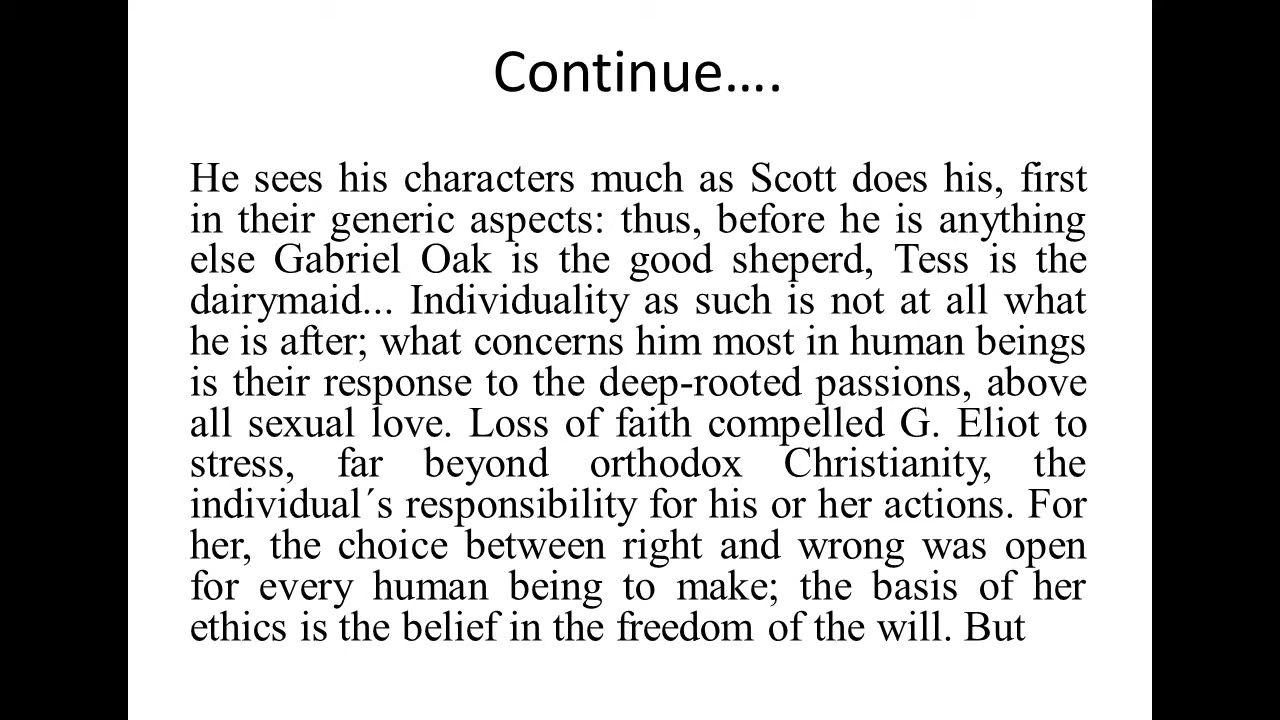 Continue....
He sees his characters much as Scott does his, first
in their generic aspects: thus, before he is anything
else Gabriel Oak is the good sheperd, Tess is the
dairymaid... Individuality as such is not at all what
he is after; what concerns him most in human beings
is their response to the deep-rooted passions, above
all sexual love. Loss of faith compelled G. Eliot to
stress, far beyond orthodox Christianity, the
individual´s responsibility for his or her actions. For
her, the choice between right and wrong was open
for every human being to make; the basis of her
ethics is the belief in the freedom of the will. But